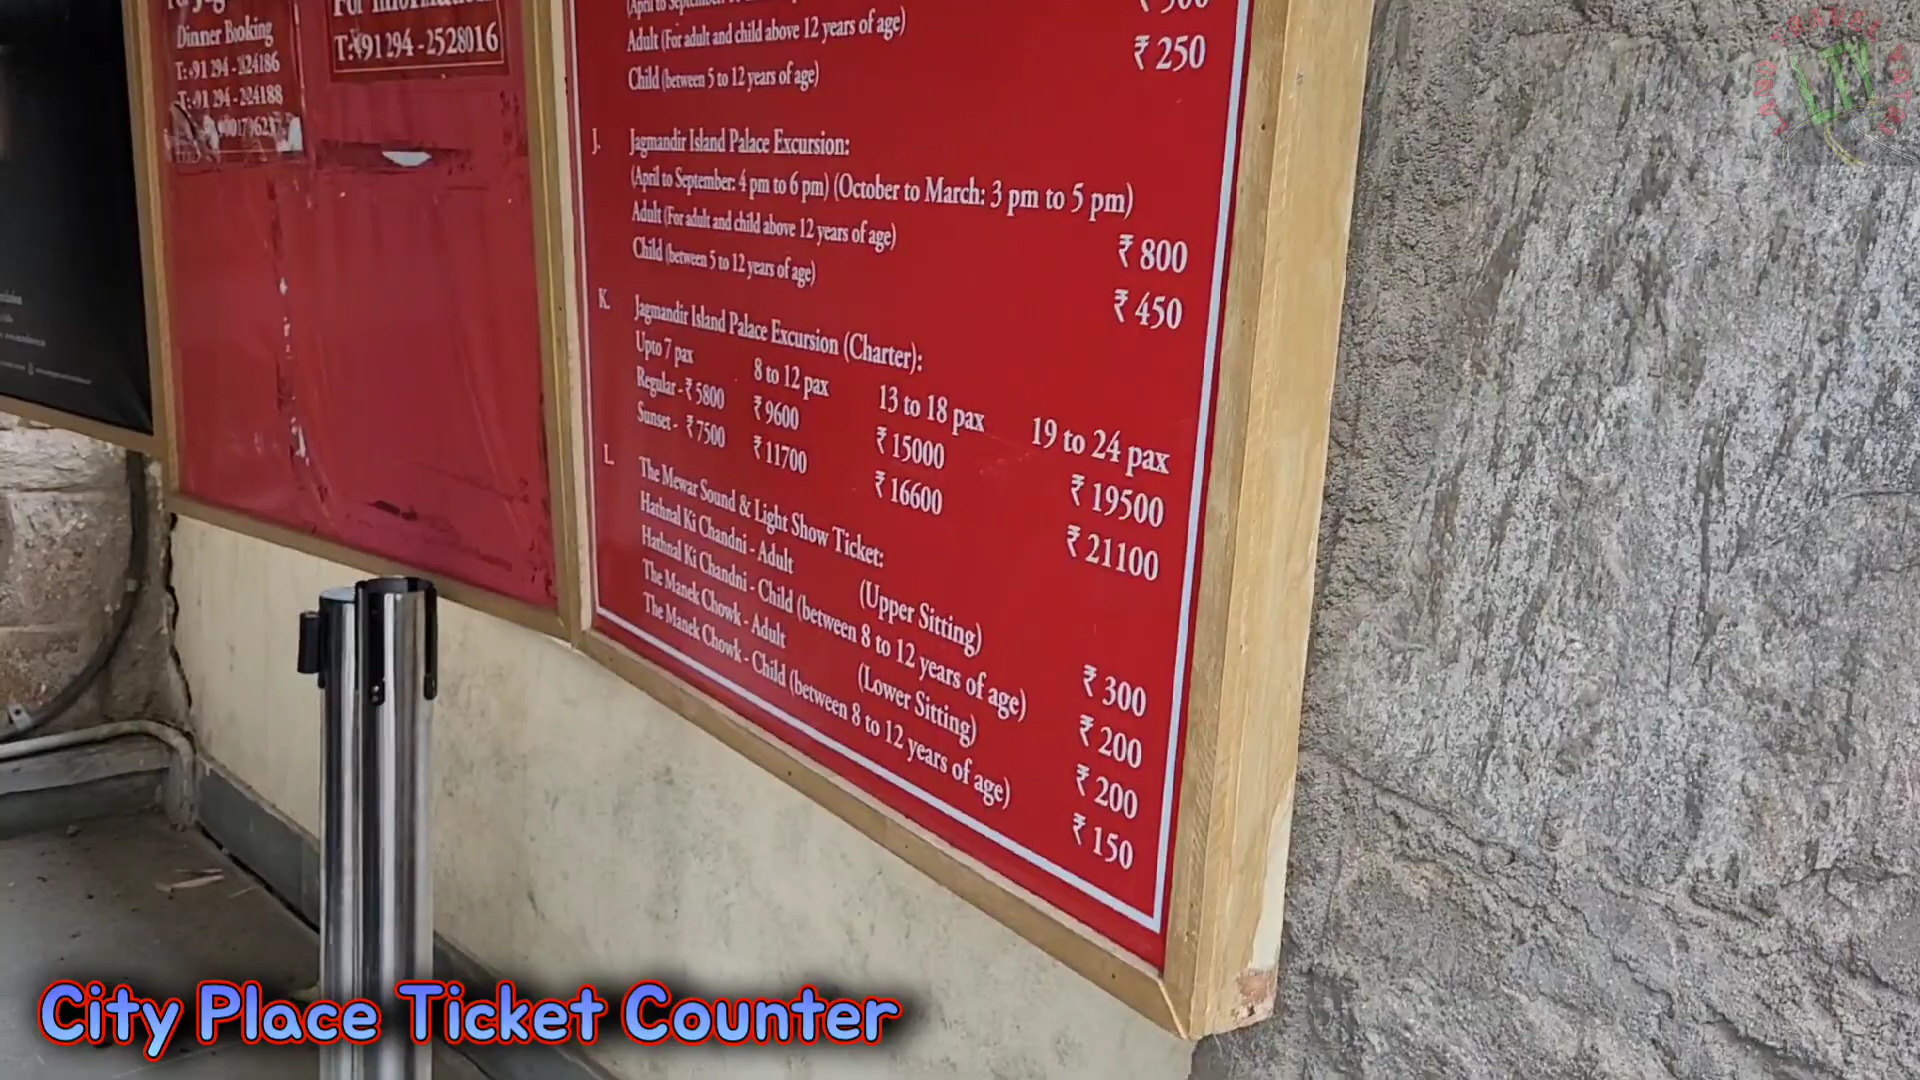 Dinner Booking
T:+91 294 - 2
T:+91 294 -
T:+91 294 - 2528016
Adult (For adult and child above 12 years of age)
₹ 250
Child (between 5 to 12 years of age)
J. Jagmandir Island Palace Excursion:
(April to September: 4 pm to 6 pm) (October to March: 3 pm to 5 pm)
Adult (For adult and child above 12 years of age) ₹ 800
Child (between 5 to 12 years of age) ₹ 450
K. Jagmandir Island Palace Excursion (Charter):
Upto 7 pax 8 to 12 pax 13 to 18 pax 19 to 24 pax
Regular - ₹ 5800 ₹ 9600 ₹ 15000 ₹ 19500
Sunset - ₹ 7500 ₹ 11700 ₹ 16600 ₹ 21100
L. The Mewar Sound & Light Show Ticket:
Hathnal Ki Chandni - Adult (Upper Sitting) ₹ 300
Hathnal Ki Chandni - Child (between 8 to 12 years of age) ₹ 200
The Manek Chowk - Adult (Lower Sitting) ₹ 200
The Manek Chowk - Child (between 8 to 12 years of age) ₹ 150
City Place Ticket Counter